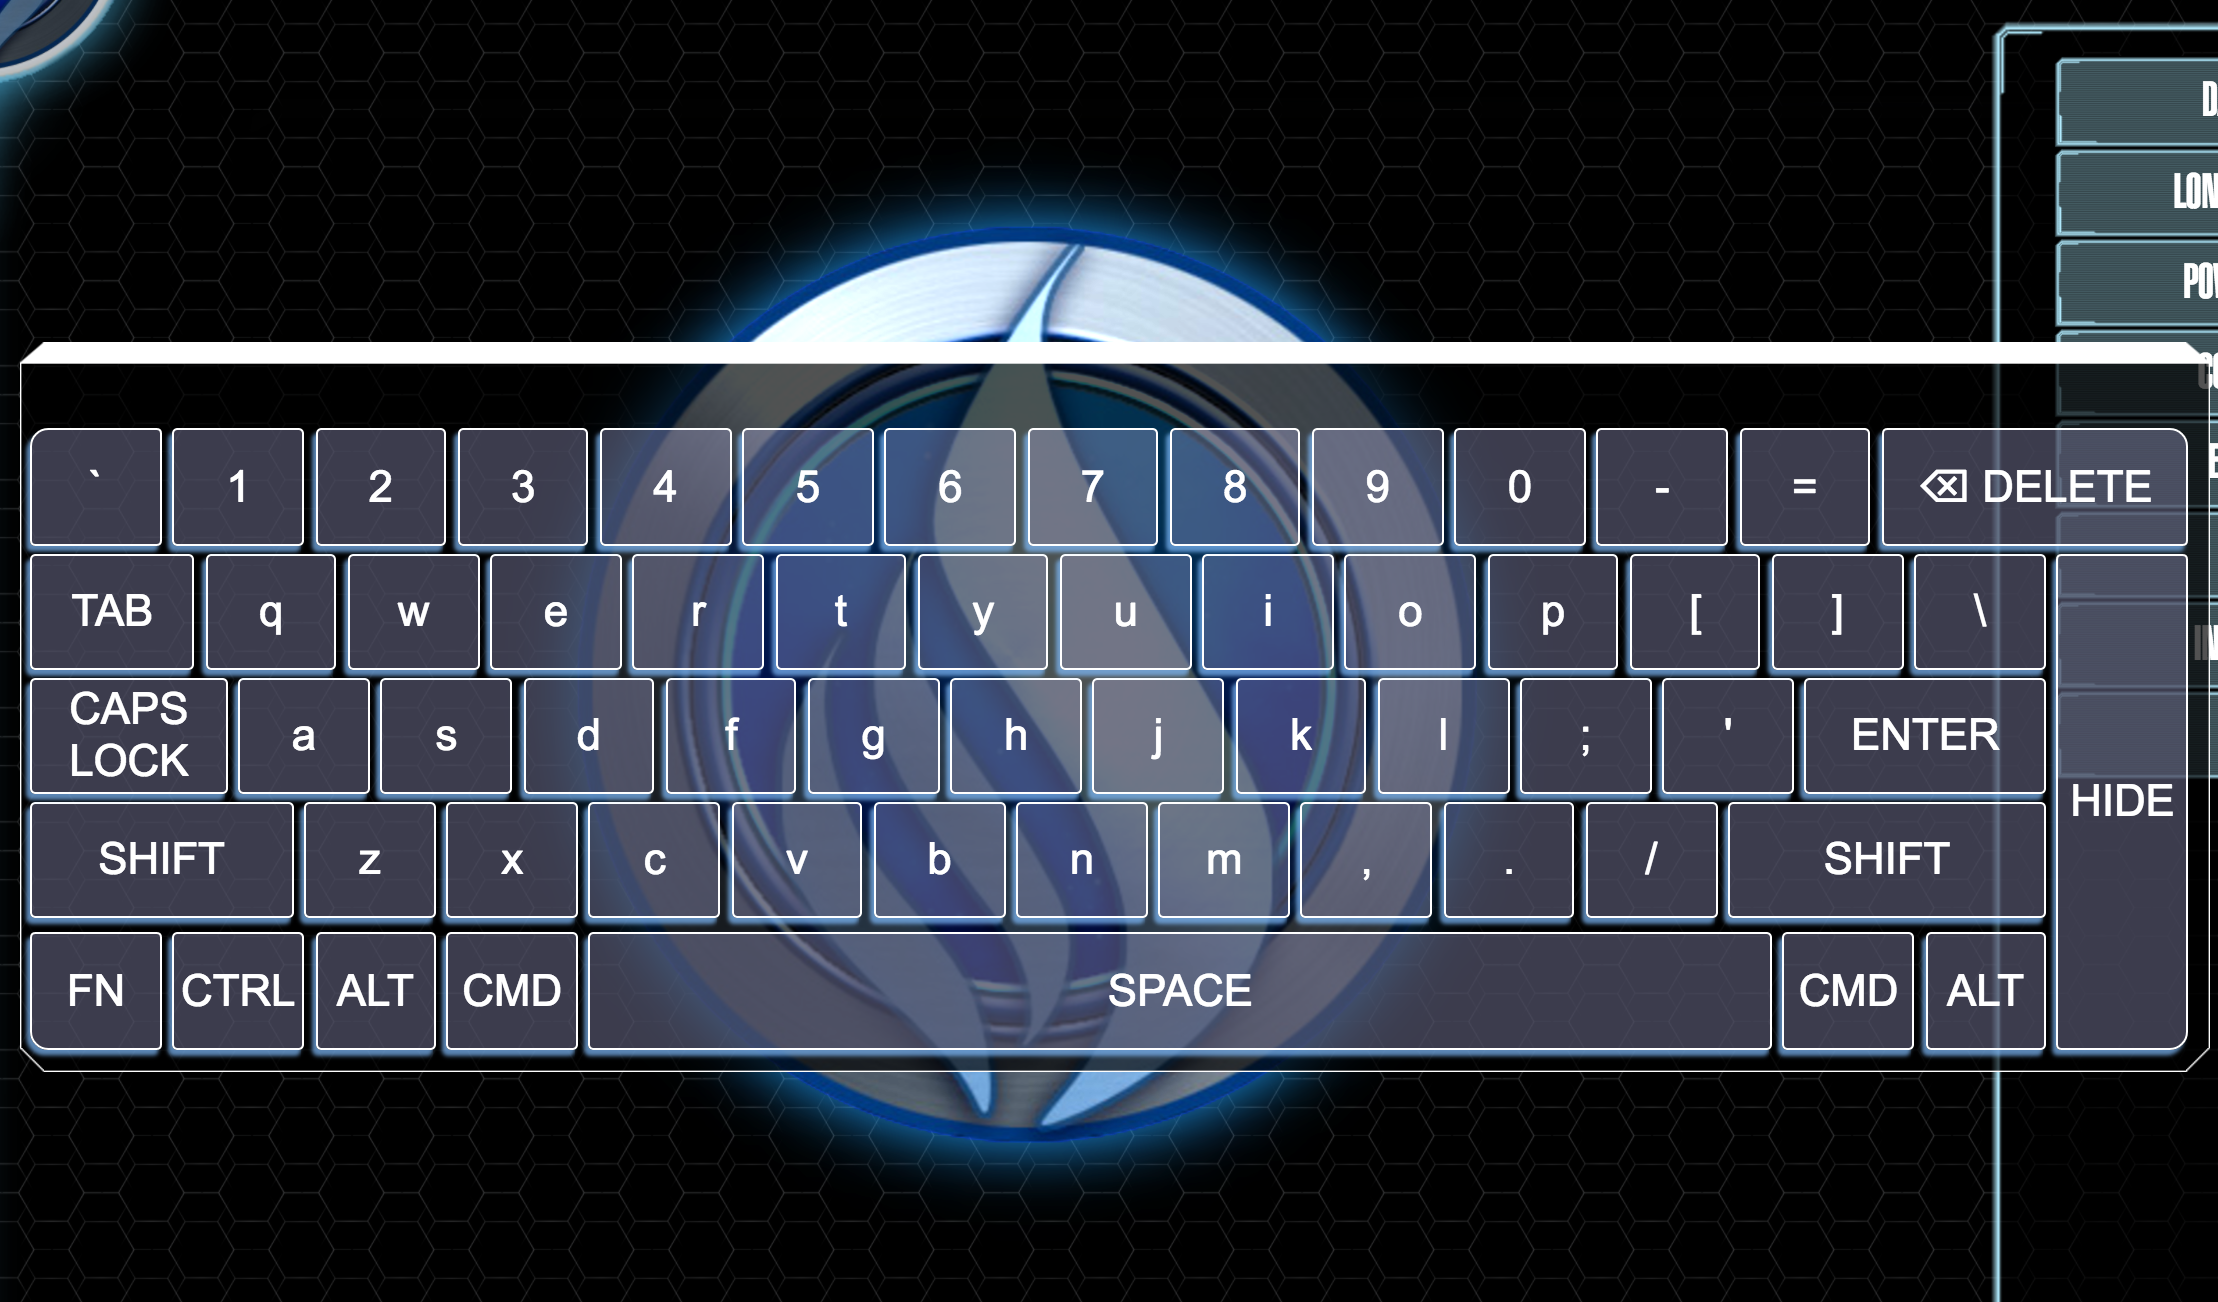 ` 1 2 3 4 5 6 7 8 9 0 - = DELETE
TAB q w e r t y u i o p [ ] \
CAPS
LOCK
a s d f g h j k l ; ' ENTER
HIDE
SHIFT z x c v b n m , . / SHIFT
FN CTRL ALT CMD SPACE CMD ALT